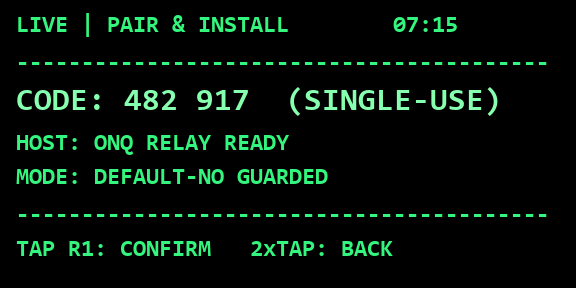 LIVE | PAIR & INSTALL 07:15
-----------------------------------------
CODE: 482 917 (SINGLE-USE)
HOST: ONQ RELAY READY
MODE: DEFAULT-NO GUARDED
-----------------------------------------
TAP R1: CONFIRM 2xTAP: BACK